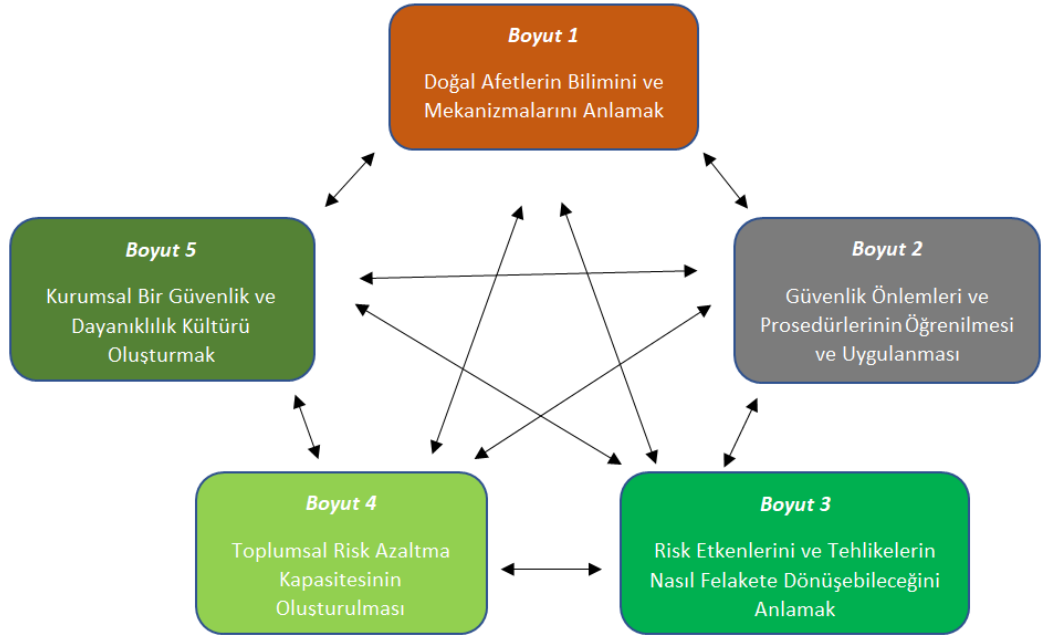 Boyut 1
Doğal Afetlerin Bilimini ve
Mekanizmalarını Anlamak
Boyut 5
Kurumsal Bir Güvenlik ve
Dayanıklılık Kültürü
Oluşturmak
Boyut 2
Güvenlik Önlemleri ve
Prosedürlerinin Öğrenilmesi
ve Uygulanması
Boyut 4
Toplumsal Risk Azaltma
Kapasitesinin
Oluşturulması
Boyut 3
Risk Etkenlerini ve Tehlikelerin
Nasıl Felakete Dönüşebileceğini
Anlamak